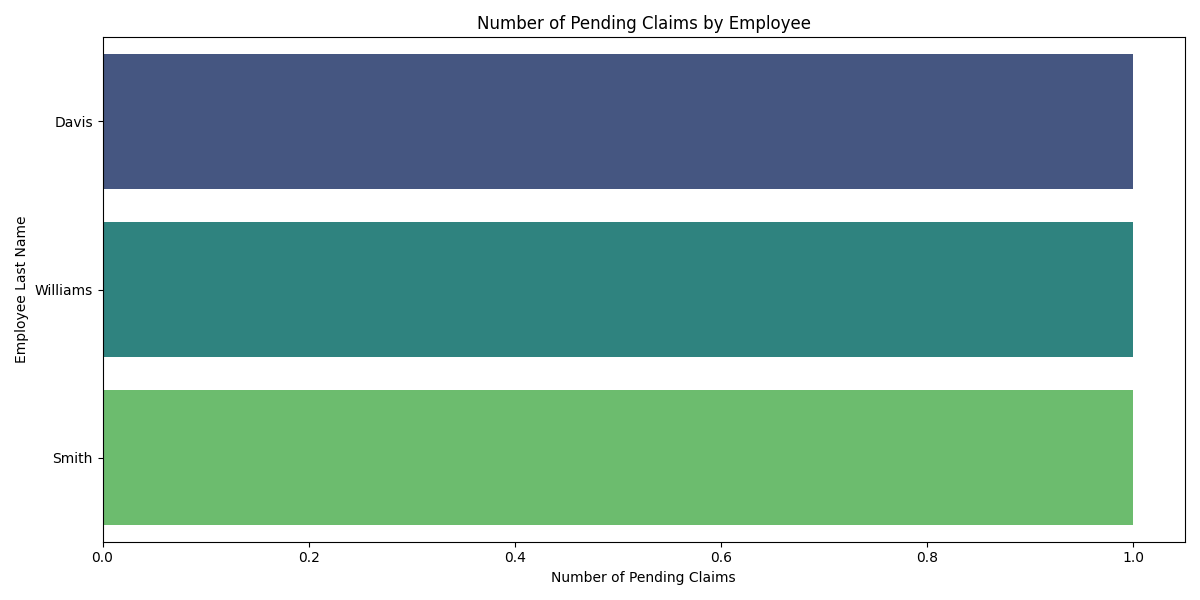 Number of Pending Claims by Employee
Employee Last Name
Davis
Williams
Smith
0.0 0.2 0.4 0.6 0.8 1.0
Number of Pending Claims